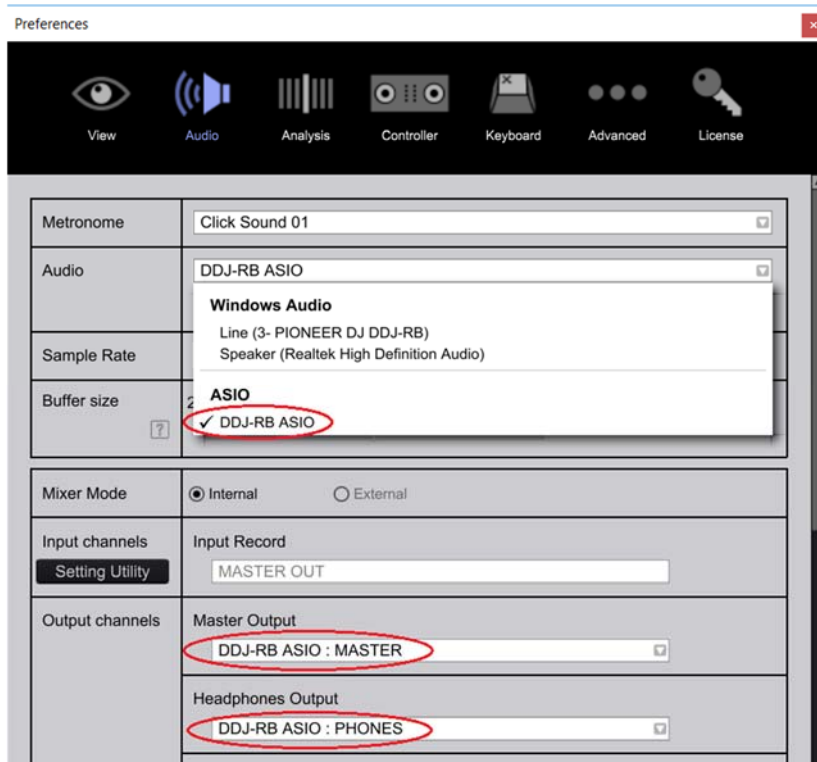 Preferences
×
View Audio Analysis Controller Keyboard Advanced License
Metronome Click Sound 01
Audio DDJ-RB ASIO
Windows Audio
Line (3- PIONEER DJ DDJ-RB)
Speaker (Realtek High Definition Audio)
Sample Rate
ASIO
Buffer size 2
? ✓ DDJ-RB ASIO
Mixer Mode Internal External
Input channels Input Record
Setting Utility MASTER OUT
Output channels Master Output
DDJ-RB ASIO : MASTER
Headphones Output
DDJ-RB ASIO : PHONES